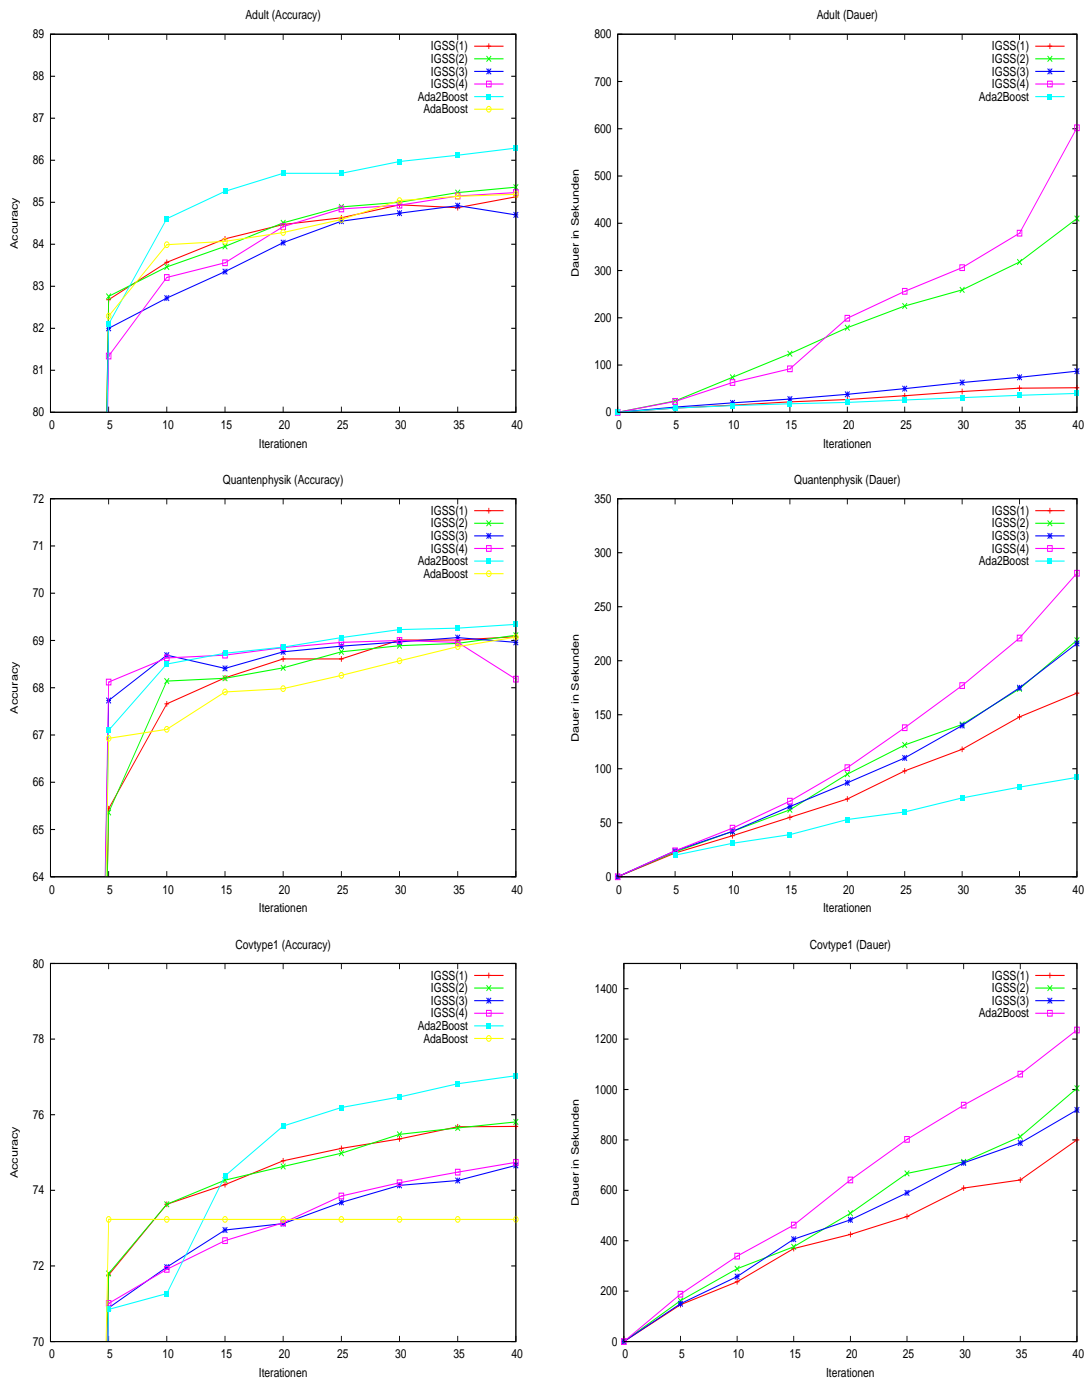 Adult (Accuracy)
89
88
87
86
85
84
83
82
81
80
0 5 10 15 20 25 30 35 40
Accuracy
Iterationen
IGSS(1)
IGSS(2)
IGSS(3)
IGSS(4)
Ada2Boost
AdaBoost
Adult (Dauer)
800
700
600
500
400
300
200
100
0
0 5 10 15 20 25 30 35 40
Dauer in Sekunden
Iterationen
IGSS(1)
IGSS(2)
IGSS(3)
IGSS(4)
Ada2Boost
Quantenphysik (Accuracy)
72
71
70
69
68
67
66
65
64
0 5 10 15 20 25 30 35 40
Accuracy
Iterationen
IGSS(1)
IGSS(2)
IGSS(3)
IGSS(4)
Ada2Boost
AdaBoost
Quantenphysik (Dauer)
350
300
250
200
150
100
50
0
0 5 10 15 20 25 30 35 40
Dauer in Sekunden
Iterationen
IGSS(1)
IGSS(2)
IGSS(3)
IGSS(4)
Ada2Boost
Covtype1 (Accuracy)
80
78
76
74
72
70
0 5 10 15 20 25 30 35 40
Accuracy
Iterationen
IGSS(1)
IGSS(2)
IGSS(3)
IGSS(4)
Ada2Boost
AdaBoost
Covtype1 (Dauer)
1400
1200
1000
800
600
400
200
0
0 5 10 15 20 25 30 35 40
Dauer in Sekunden
Iterationen
IGSS(1)
IGSS(2)
IGSS(3)
Ada2Boost